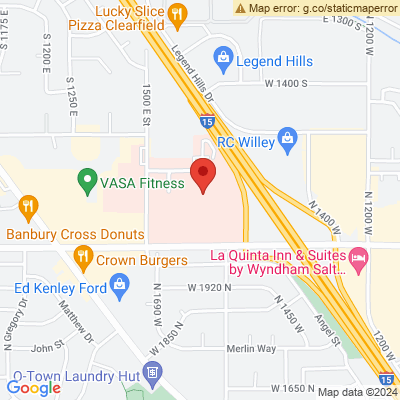 Map error: g.co/staticmaperror
Lucky Slice
Pizza Clearfield
E 1300 S
S 1175 E
S 1200 E
S 1250 E
1500 E St
Legend Hills Dr
Legend Hills
W 1400 S
N 1200 W
15
RC Willey
VASA Fitness
N 1400 W
N 1200 W
Banbury Cross Donuts
Crown Burgers
La Quinta Inn & Suites
by Wyndham Salt...
Ed Kenley Ford
W 1920 N
N 1690 W
N 1450 W
Angel St
N Gregory Dr
Matthew Dr
W 1850 N
John St
Merlin Way
1200 W
O-Town Laundry Hut
15
W 1650 N
Google
Map data ©2024